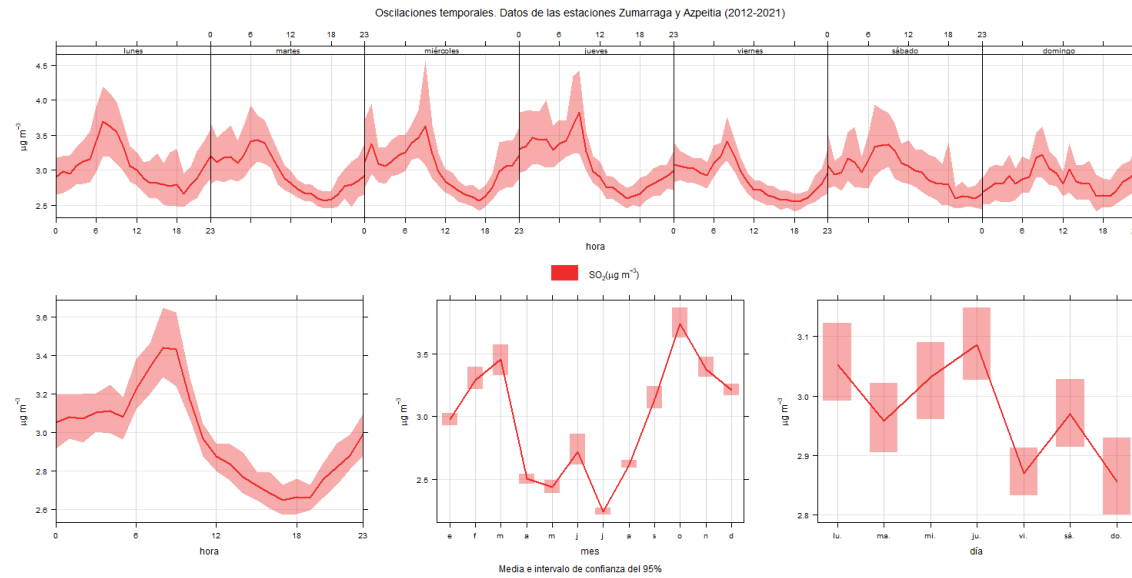 Oscilaciones temporales. Datos de las estaciones Zumarraga y Azpeitia (2012-2021)
0 6 12 18 23 0 6 12 18 23 0 6 12 18 23
lunes martes miércoles jueves viernes sábado domingo
4.5
4.0
3.5
3.0
2.5
µg m⁻³
0 6 12 18 23 0 6 12 18 23 0 6 12 18 23 0 6 12 18 23
hora
SO₂(µg m⁻³)
3.6
3.4
3.2
3.0
2.8
2.6
µg m⁻³
0 6 12 18 23
hora
3.5
3.0
2.5
µg m⁻³
e f m a m j j a s o n d
mes
3.1
3.0
2.9
2.8
µg m⁻³
lu. ma. mi. ju. vi. sá. do.
día
Media e intervalo de confianza del 95%